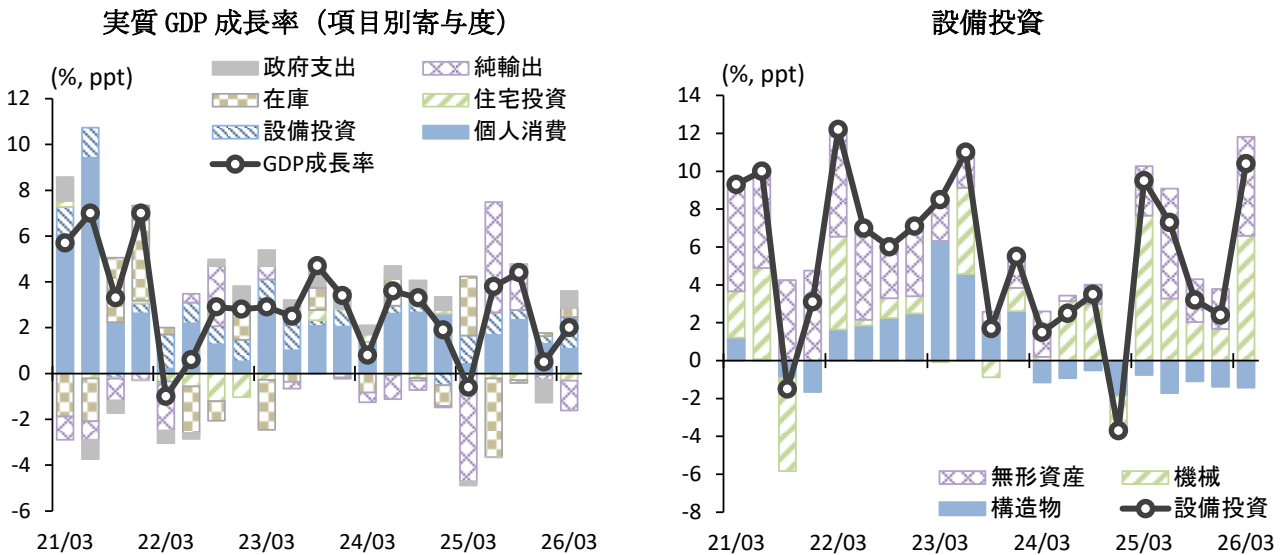 実質 GDP 成長率（項目別寄与度）
(%, ppt)
政府支出
純輸出
在庫
住宅投資
設備投資
個人消費
GDP成長率
12
10
8
6
4
2
0
-2
-4
-6
21/03
22/03
23/03
24/03
25/03
26/03
設備投資
(%, ppt)
14
12
10
8
6
4
2
0
-2
-4
-6
-8
無形資産
機械
構造物
設備投資
21/03
22/03
23/03
24/03
25/03
26/03